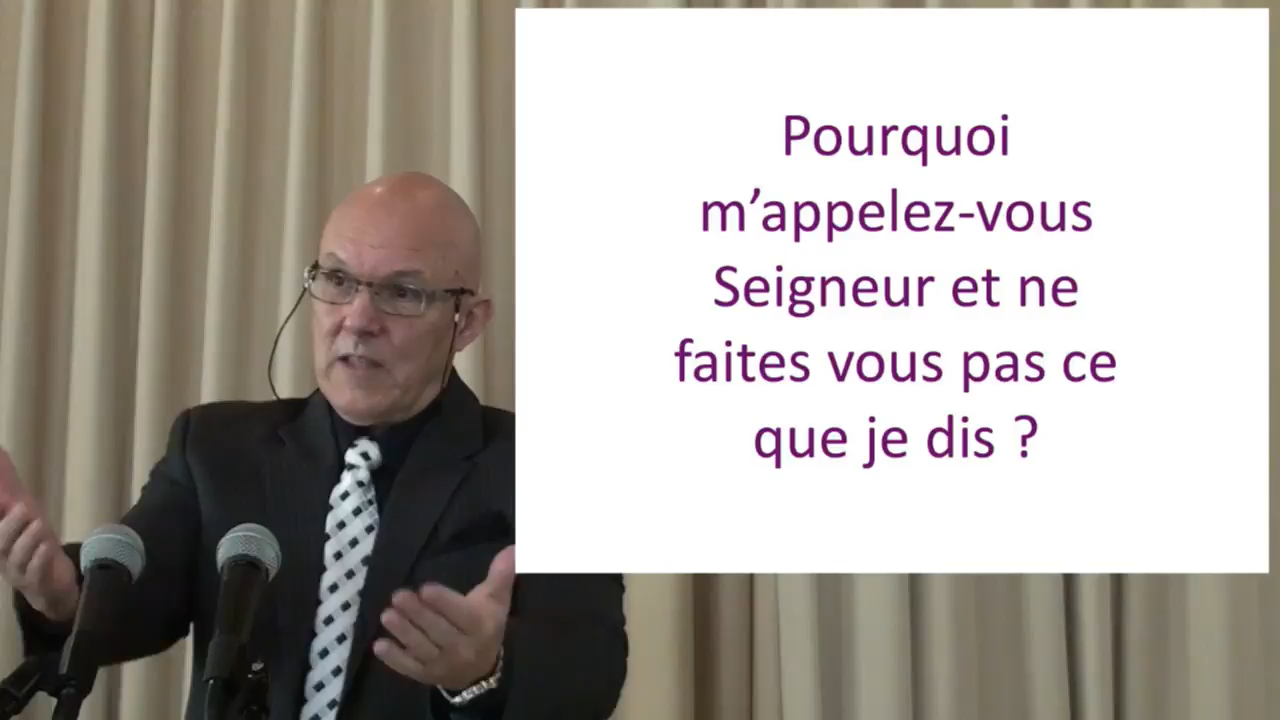 Pourquoi
m’appelez-vous
Seigneur et ne
faites vous pas ce
que je dis ?